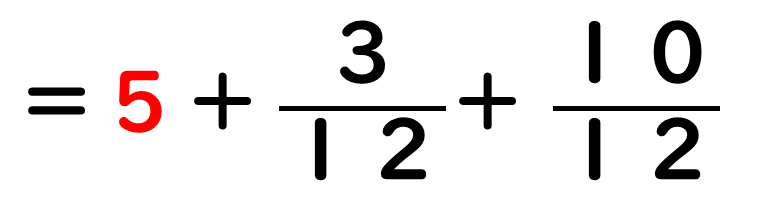 = 5 + 3/12 + 10/12